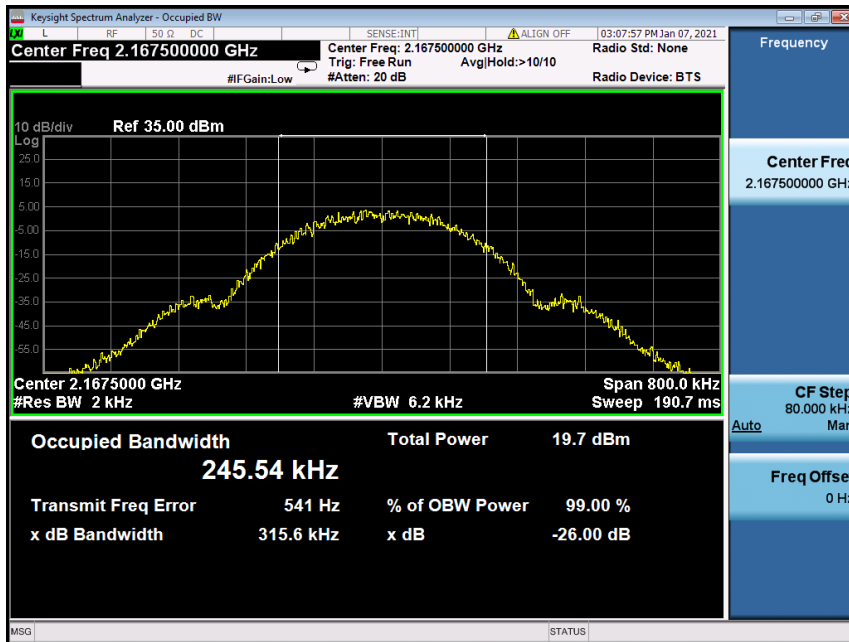 Keysight Spectrum Analyzer - Occupied BW
LXI L RF 50 Ω DC SENSE:INT ALIGN OFF 03:07:57 PM Jan 07, 2021
Center Freq 2.167500000 GHz
Center Freq: 2.167500000 GHz Radio Std: None
Trig: Free Run Avg|Hold:>10/10
#IFGain:Low #Atten: 20 dB Radio Device: BTS
10 dB/div Ref 35.00 dBm
Log
25.0
15.0
5.00
-5.00
-15.0
-25.0
-35.0
-45.0
-55.0
Center 2.1675000 GHz Span 800.0 kHz
#Res BW 2 kHz #VBW 6.2 kHz Sweep 190.7 ms
Occupied Bandwidth Total Power 19.7 dBm
245.54 kHz
Transmit Freq Error 541 Hz % of OBW Power 99.00 %
x dB Bandwidth 315.6 kHz x dB -26.00 dB
MSG STATUS
Frequency
Center Freq
2.167500000 GHz
CF Step
80.000 kHz
Auto Man
Freq Offse
0 Hz